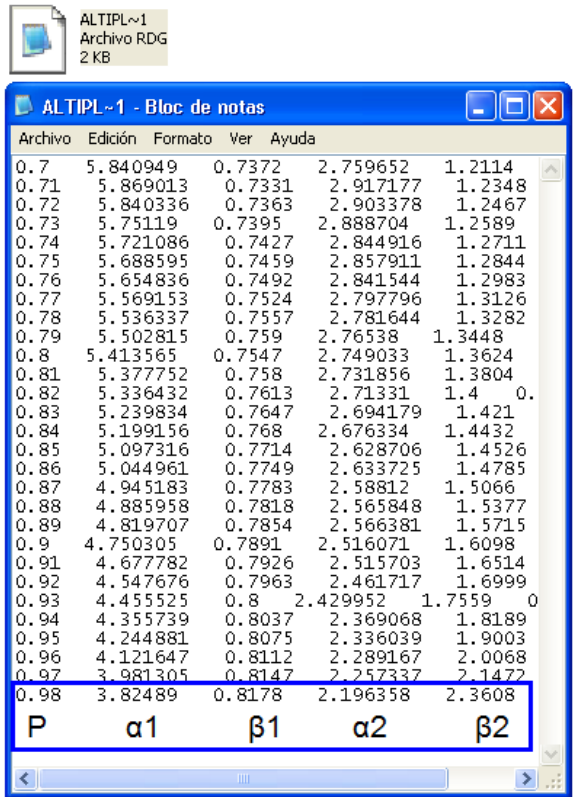 ALTIPL~1
Archivo RDG
2 KB
ALTIPL~1 - Bloc de notas
Archivo Edición Formato Ver Ayuda
0.7 5.840949 0.7372 2.759652 1.2114
0.71 5.869013 0.7331 2.917177 1.2348
0.72 5.840336 0.7363 2.903378 1.2467
0.73 5.75119 0.7395 2.888704 1.2589
0.74 5.721086 0.7427 2.844916 1.2711
0.75 5.688595 0.7459 2.857911 1.2844
0.76 5.654836 0.7492 2.841544 1.2983
0.77 5.569153 0.7524 2.797796 1.3126
0.78 5.536337 0.7557 2.781644 1.3282
0.79 5.502815 0.759 2.76538 1.3448
0.8 5.413565 0.7547 2.749033 1.3624
0.81 5.377752 0.758 2.731856 1.3804
0.82 5.336432 0.7613 2.71331 1.4 0.
0.83 5.239834 0.7647 2.694179 1.421
0.84 5.199156 0.768 2.676334 1.4432
0.85 5.097316 0.7714 2.628706 1.4526
0.86 5.044961 0.7749 2.633725 1.4785
0.87 4.945183 0.7783 2.58812 1.5066
0.88 4.885958 0.7818 2.565848 1.5377
0.89 4.819707 0.7854 2.566381 1.5715
0.9 4.750305 0.7891 2.516071 1.6098
0.91 4.677782 0.7926 2.515703 1.6514
0.92 4.547676 0.7963 2.461717 1.6999
0.93 4.455525 0.8 2.429952 1.7559 0
0.94 4.355739 0.8037 2.369068 1.8189
0.95 4.244881 0.8075 2.336039 1.9003
0.96 4.121647 0.8112 2.289167 2.0068
0.97 3.981305 0.8147 2.257337 2.1472
0.98 3.82489 0.8178 2.196358 2.3608
P α1 β1 α2 β2